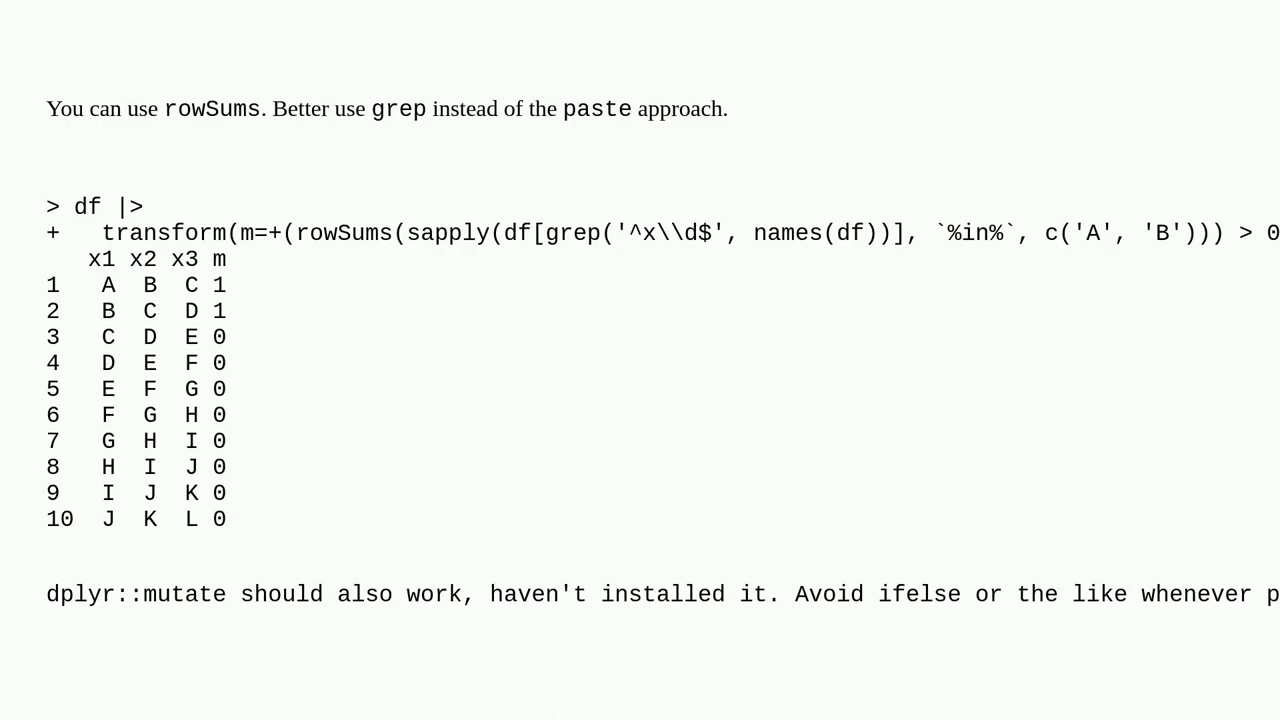 You can use rowSums. Better use grep instead of the paste approach.
> df |>
+   transform(m=+(rowSums(sapply(df[grep('^x\\d$', names(df))], `%in%`, c('A', 'B'))) > 0
   x1 x2 x3 m
1   A  B  C 1
2   B  C  D 1
3   C  D  E 0
4   D  E  F 0
5   E  F  G 0
6   F  G  H 0
7   G  H  I 0
8   H  I  J 0
9   I  J  K 0
10  J  K  L 0
dplyr::mutate should also work, haven't installed it. Avoid ifelse or the like whenever